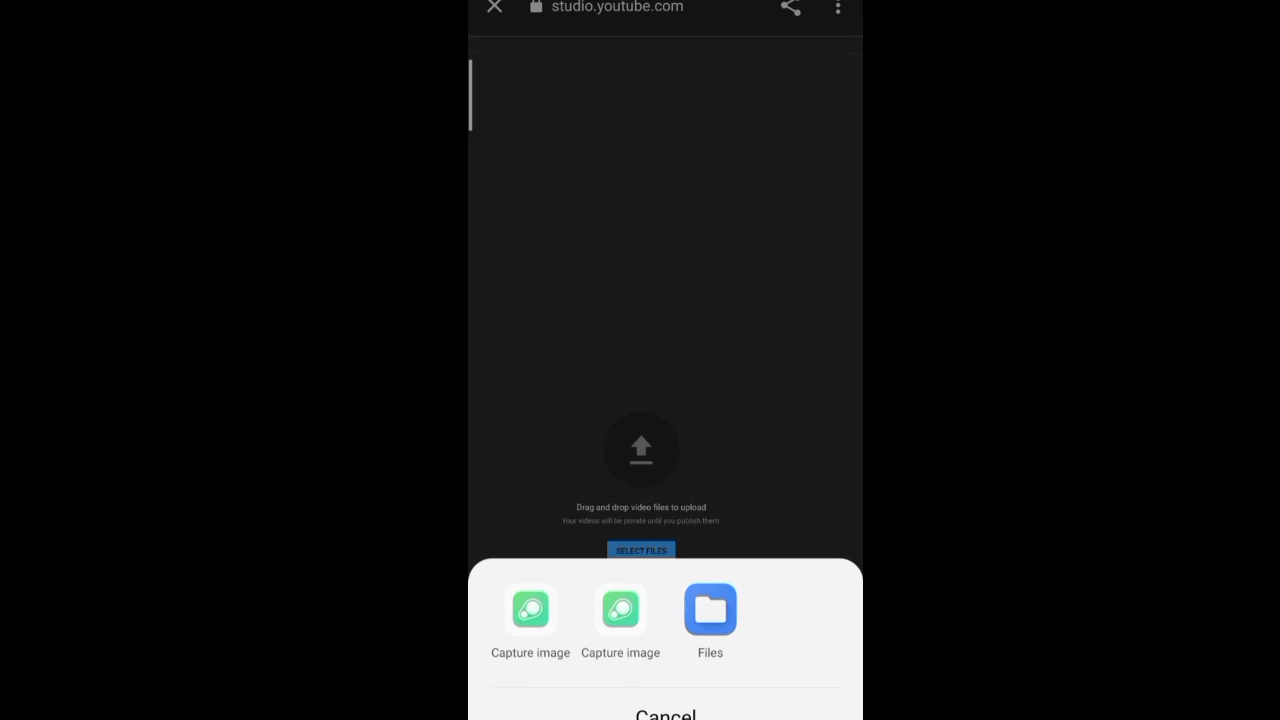 studio.youtube.com
Drag and drop video files to upload
Your videos will be private until you publish them.
SELECT FILES
Capture image
Capture image
Files
Cancel